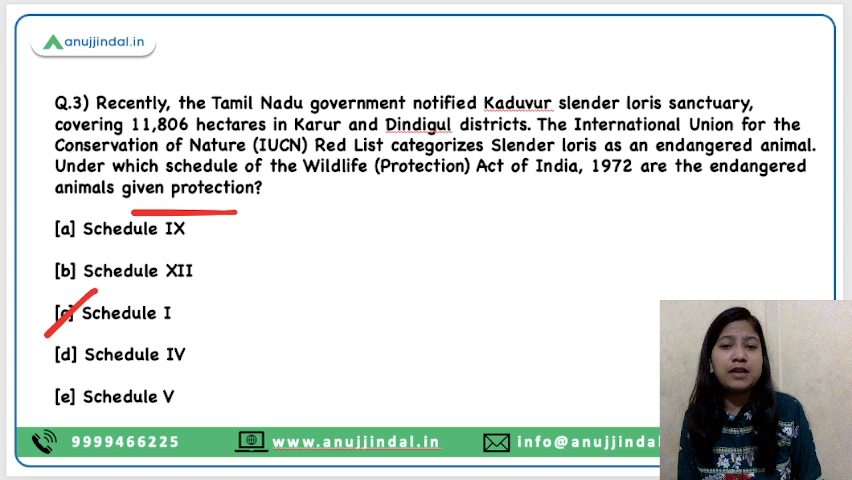 anujjindal.in
Q.3) Recently, the Tamil Nadu government notified Kaduvur slender loris sanctuary,
covering 11,806 hectares in Karur and Dindigul districts. The International Union for the
Conservation of Nature (IUCN) Red List categorizes Slender loris as an endangered animal.
Under which schedule of the Wildlife (Protection) Act of India, 1972 are the endangered
animals given protection?
[a] Schedule IX
[b] Schedule XII
[c] Schedule I
[d] Schedule IV
[e] Schedule V
9999466225 www.anujjindal.in info@anujjindal